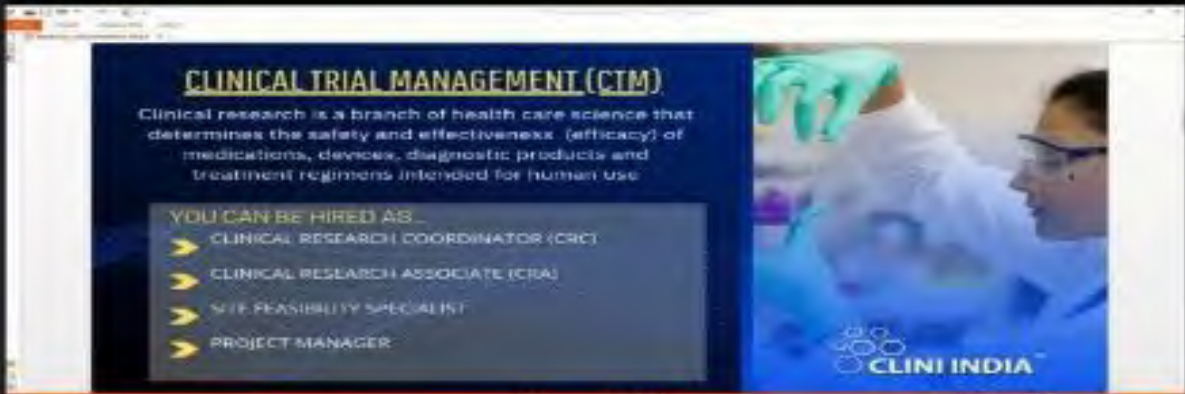 CLINICAL TRIAL MANAGEMENT (CTM)
Clinical research is a branch of health care science that
determines the safety and effectiveness (efficacy) of
medications, devices, diagnostic products and
treatment regimens intended for human use
YOU CAN BE HIRED AS...
CLINICAL RESEARCH COORDINATOR (CRC)
CLINICAL RESEARCH ASSOCIATE (CRA)
SITE FEASIBILITY SPECIALIST
PROJECT MANAGER
CLINI INDIA